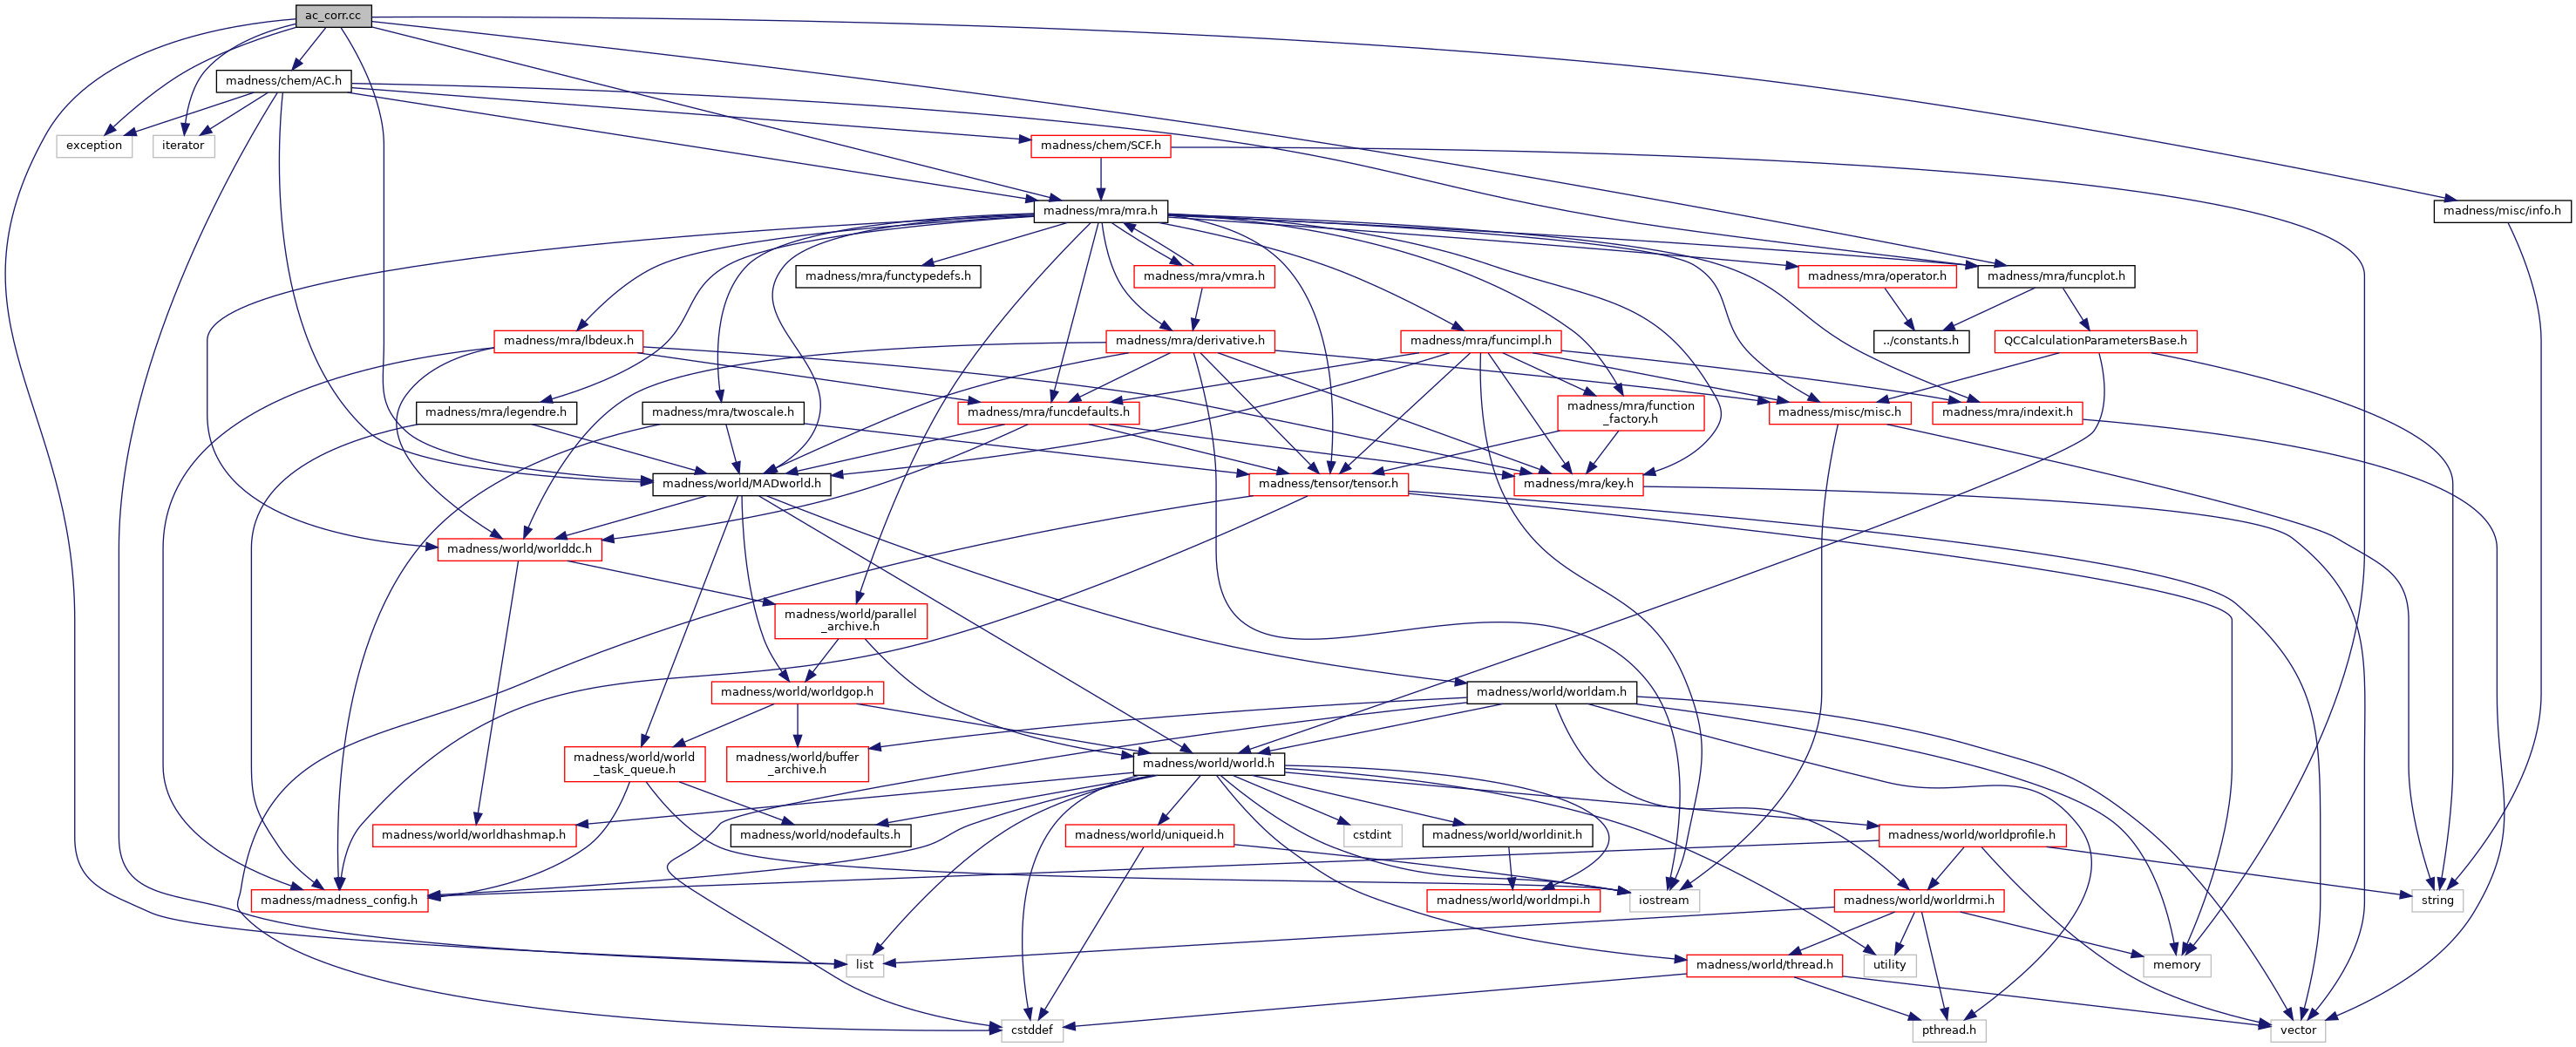 ac_corr.cc
madness/chem/AC.h
exception
iterator
madness/chem/SCF.h
madness/mra/mra.h
madness/misc/info.h
madness/mra/functypedefs.h
madness/mra/vmra.h
madness/mra/operator.h
madness/mra/funcplot.h
madness/mra/lbdeux.h
madness/mra/derivative.h
madness/mra/funcimpl.h
../constants.h
QCCalculationParametersBase.h
madness/mra/legendre.h
madness/mra/twoscale.h
madness/mra/funcdefaults.h
madness/mra/function
_factory.h
madness/misc/misc.h
madness/mra/indexit.h
madness/world/MADworld.h
madness/tensor/tensor.h
madness/mra/key.h
madness/world/worlddc.h
madness/world/parallel
_archive.h
madness/world/worldgop.h
madness/world/worldam.h
madness/world/world
_task_queue.h
madness/world/buffer
_archive.h
madness/world/world.h
madness/world/worldhashmap.h
madness/world/nodefaults.h
madness/world/uniqueid.h
cstdint
madness/world/worldinit.h
madness/world/worldprofile.h
madness/madness_config.h
madness/world/worldmpi.h
iostream
madness/world/worldrmi.h
string
list
madness/world/thread.h
utility
memory
cstddef
pthread.h
vector